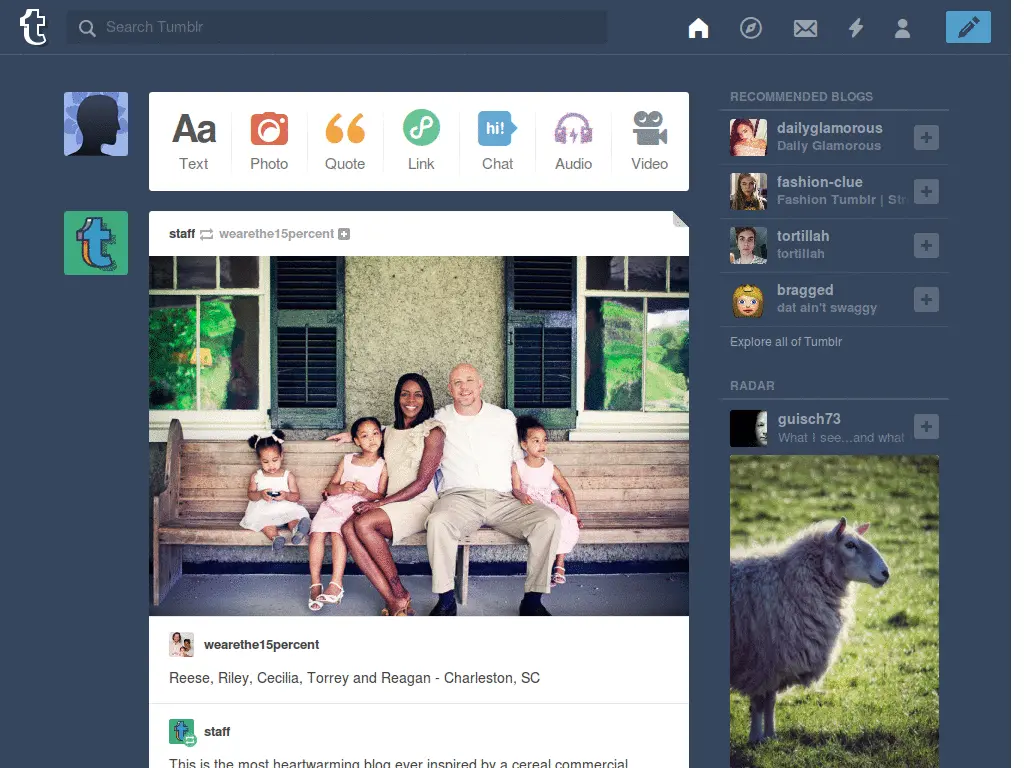 Search Tumblr
Aa
Text
Photo
Quote
Link
hi!
Chat
Audio
Video
staff wearethe15percent
wearethe15percent
Reese, Riley, Cecilia, Torrey and Reagan - Charleston, SC
staff
This is the most heartwarming blog ever inspired by a cereal commercial
RECOMMENDED BLOGS
dailyglamorous
Daily Glamorous
fashion-clue
Fashion Tumblr | Str
tortillah
tortillah
bragged
dat ain't swaggy
Explore all of Tumblr
RADAR
guisch73
What I see...and what